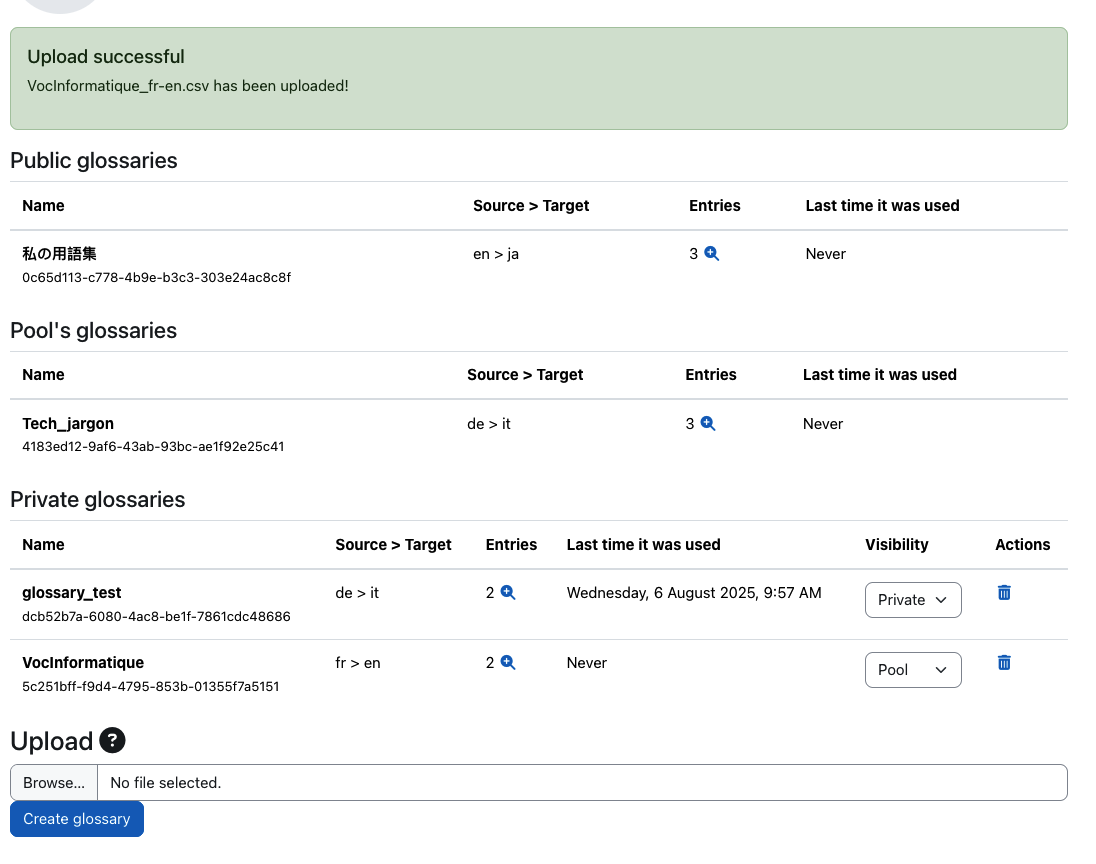 Upload successful
VocInformatique_fr-en.csv has been uploaded!
Public glossaries
Name Source > Target Entries Last time it was used
私の用語集 en > ja 3 Never
0c65d113-c778-4b9e-b3c3-303e24ac8c8f
Pool's glossaries
Name Source > Target Entries Last time it was used
Tech_jargon de > it 3 Never
4183ed12-9af6-43ab-93bc-ae1f92e25c41
Private glossaries
Name Source > Target Entries Last time it was used Visibility Actions
glossary_test de > it 2 Wednesday, 6 August 2025, 9:57 AM Private
dcb52b7a-6080-4ac8-be1f-7861cdc48686
VocInformatique fr > en 2 Never Pool
5c251bff-f9d4-4795-853b-01355f7a5151
Upload ?
Browse... No file selected.
Create glossary